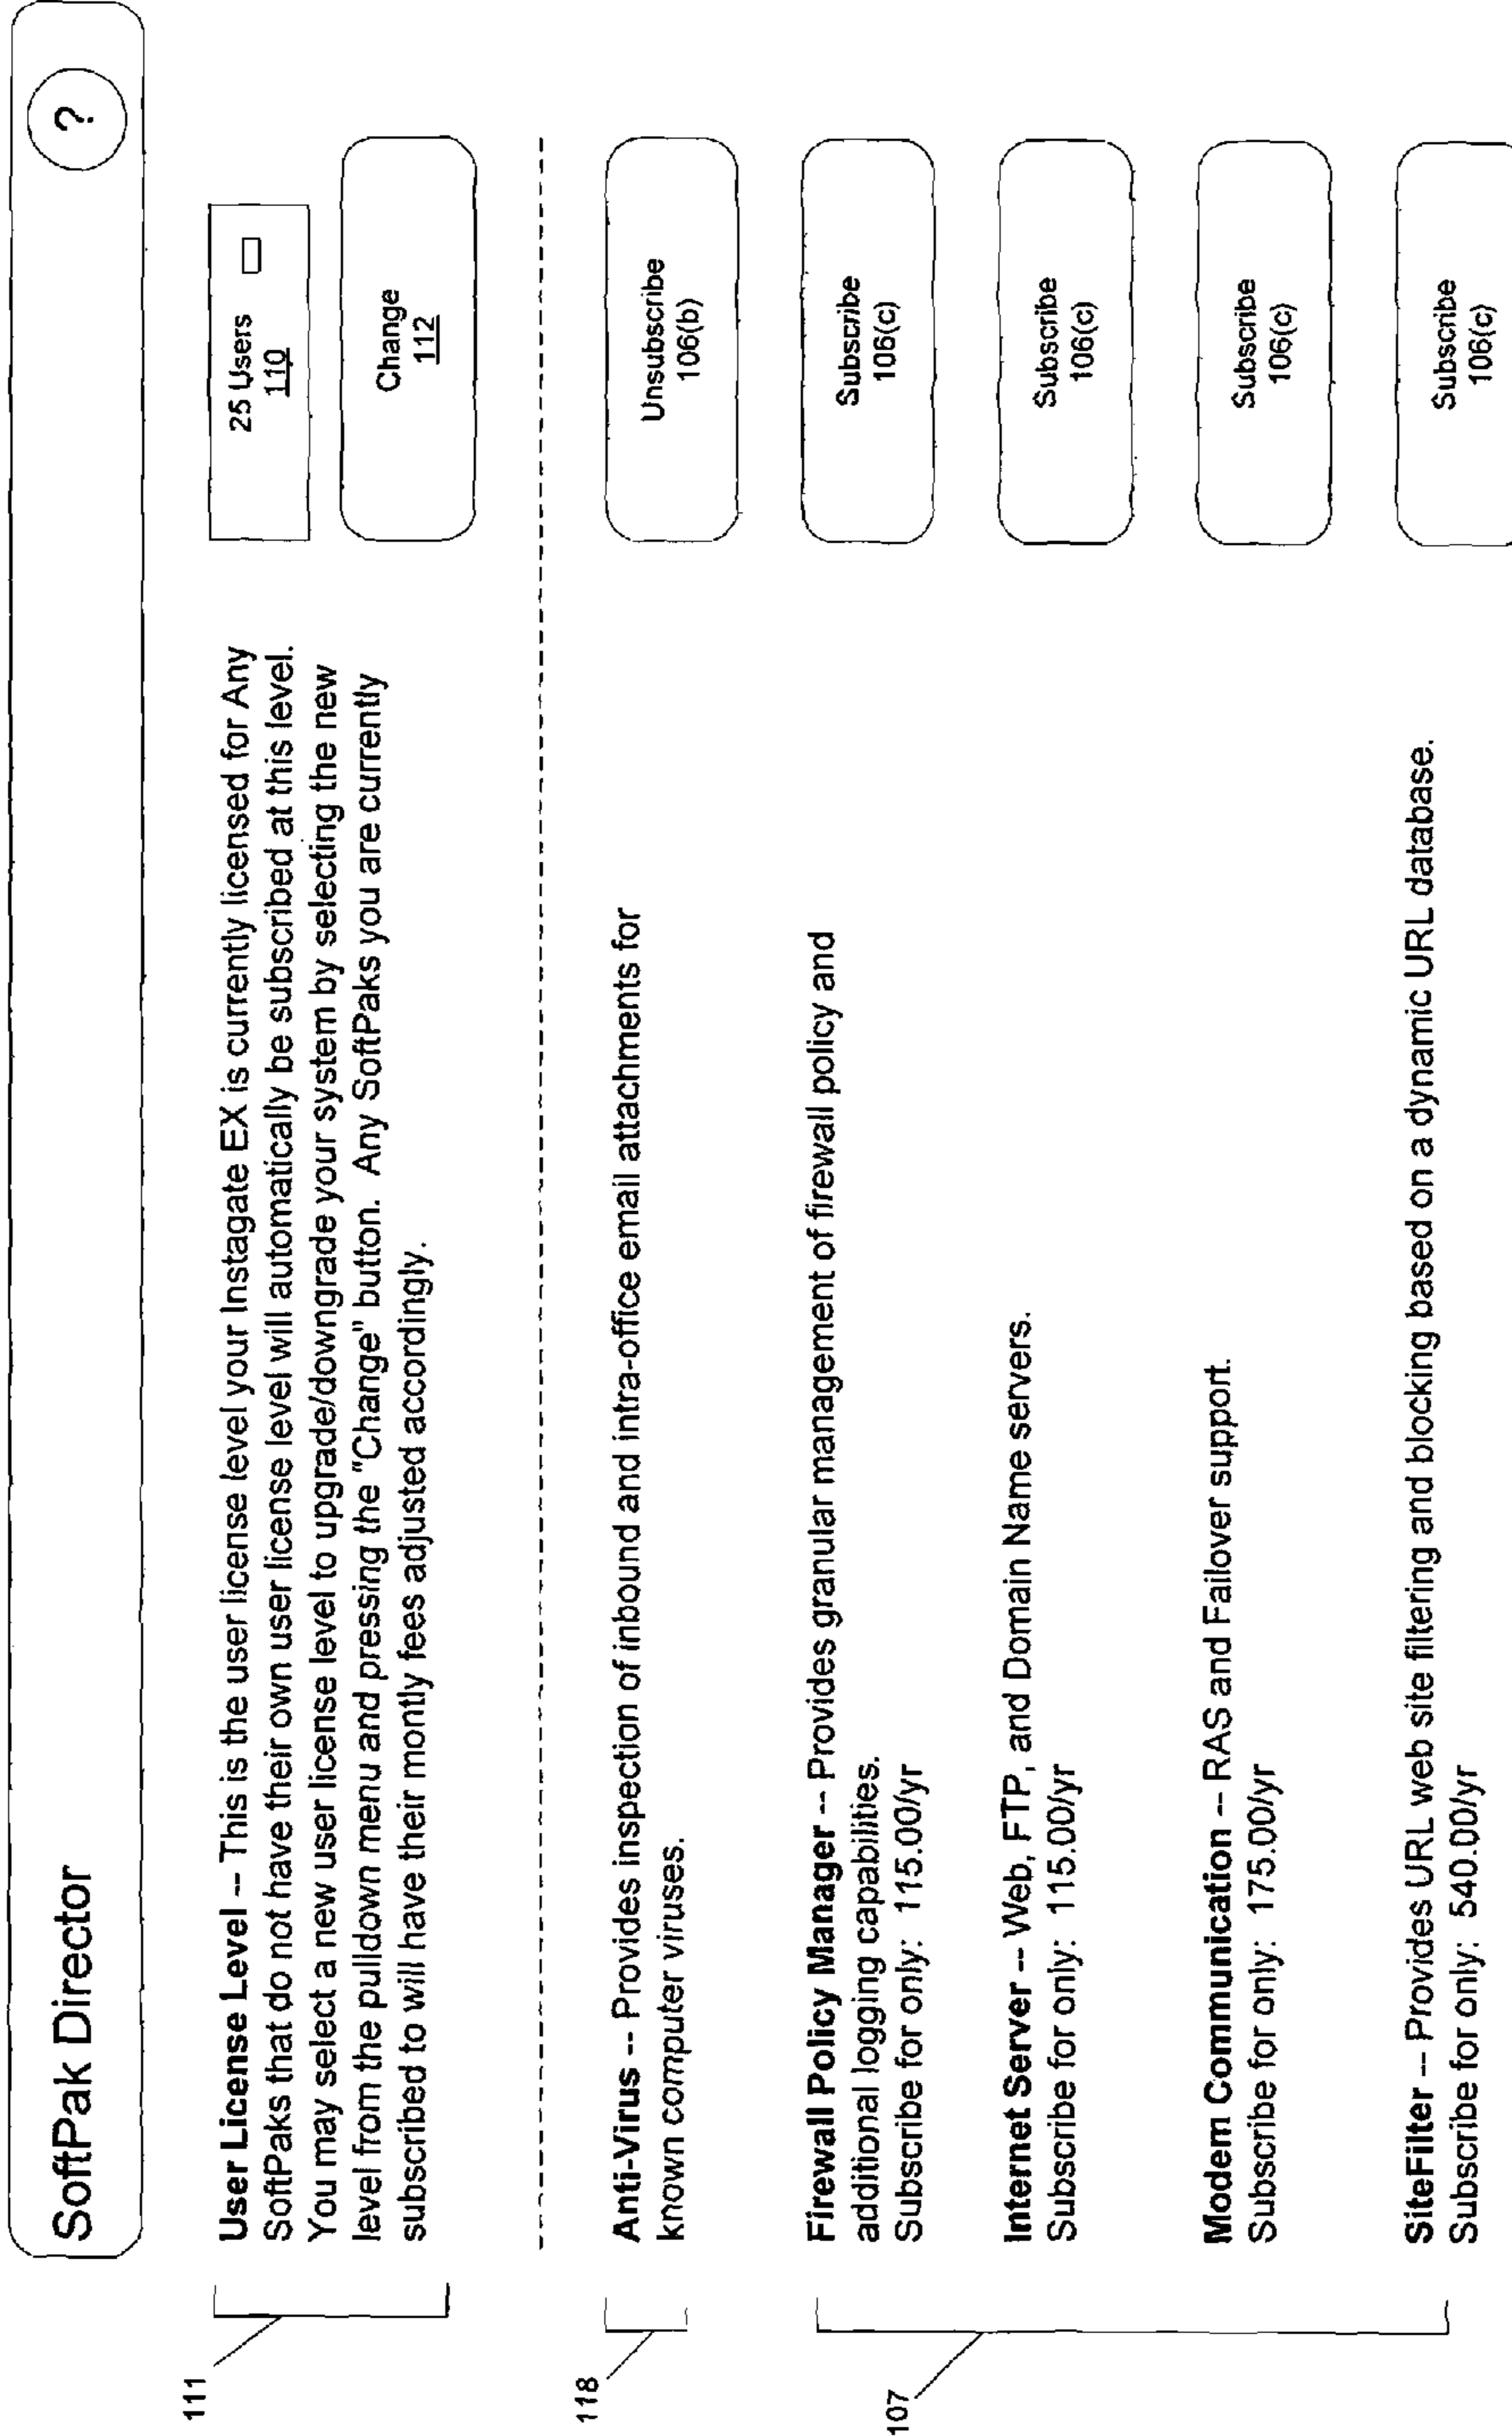 SoftPak Director
?
111
User License Level -- This is the user license level your Instagate EX is currently licensed for Any
SoftPaks that do not have their own user license level will automatically be subscribed at this level.
You may select a new user license level to upgrade/downgrade your system by selecting the new
level from the pulldown menu and pressing the "Change" button. Any SoftPaks you are currently
subscribed to will have their montly fees adjusted accordingly.
25 Users
110
Change
112
118
Anti-Virus -- Provides inspection of inbound and intra-office email attachments for
known computer viruses.
Unsubscribe
106(b)
107
Firewall Policy Manager -- Provides granular management of firewall policy and
additional logging capabilities.
Subscribe for only: 115.00/yr
Subscribe
106(c)
Internet Server -- Web, FTP, and Domain Name servers.
Subscribe for only: 115.00/yr
Subscribe
106(c)
Modem Communication -- RAS and Failover support.
Subscribe for only: 175.00/yr
Subscribe
106(c)
SiteFilter -- Provides URL web site filtering and blocking based on a dynamic URL database.
Subscribe for only: 540.00/yr
Subscribe
106(c)